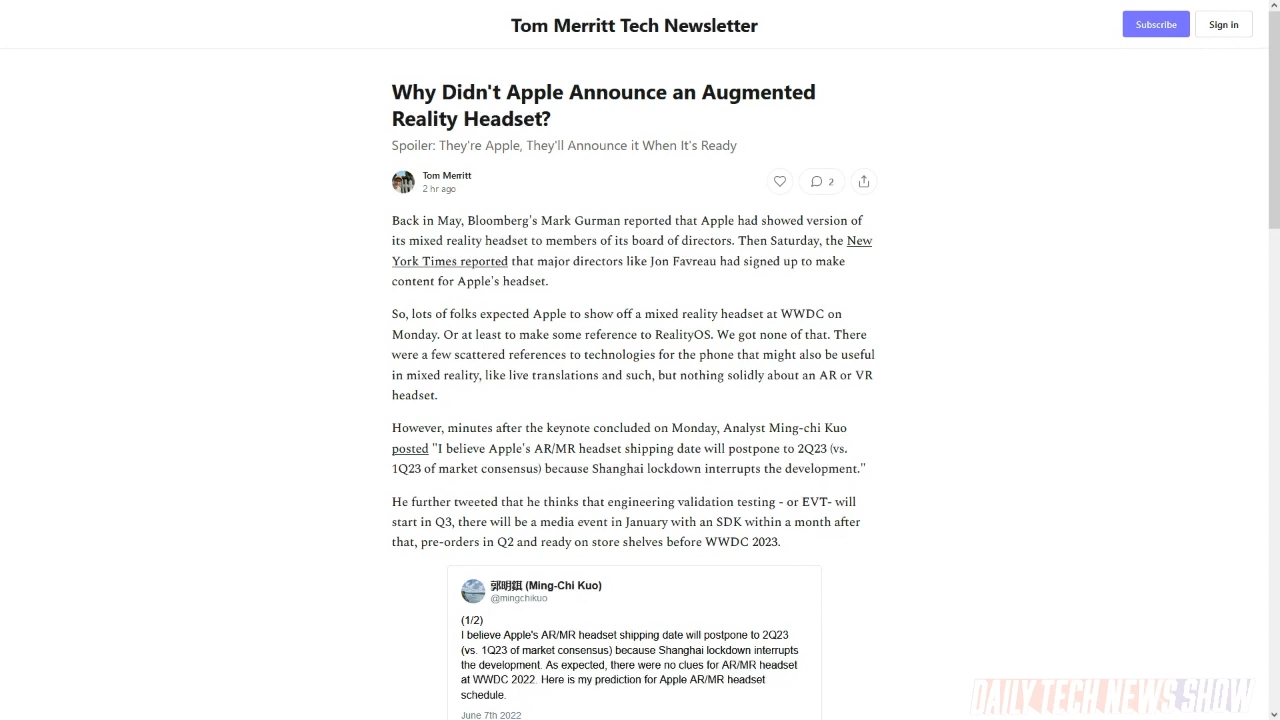 Tom Merritt Tech Newsletter
Subscribe
Sign in
Why Didn't Apple Announce an Augmented
Reality Headset?
Spoiler: They're Apple, They'll Announce it When It's Ready
Tom Merritt
2 hr ago
2
Back in May, Bloomberg's Mark Gurman reported that Apple had showed version of
its mixed reality headset to members of its board of directors. Then Saturday, the New
York Times reported that major directors like Jon Favreau had signed up to make
content for Apple's headset.
So, lots of folks expected Apple to show off a mixed reality headset at WWDC on
Monday. Or at least to make some reference to RealityOS. We got none of that. There
were a few scattered references to technologies for the phone that might also be useful
in mixed reality, like live translations and such, but nothing solidly about an AR or VR
headset.
However, minutes after the keynote concluded on Monday, Analyst Ming-chi Kuo
posted "I believe Apple's AR/MR headset shipping date will postpone to 2Q23 (vs.
1Q23 of market consensus) because Shanghai lockdown interrupts the development."
He further tweeted that he thinks that engineering validation testing - or EVT- will
start in Q3, there will be a media event in January with an SDK within a month after
that, pre-orders in Q2 and ready on store shelves before WWDC 2023.
郭明錤 (Ming-Chi Kuo)
@mingchikuo
(1/2)
I believe Apple's AR/MR headset shipping date will postpone to 2Q23
(vs. 1Q23 of market consensus) because Shanghai lockdown interrupts
the development. As expected, there were no clues for AR/MR headset
at WWDC 2022. Here is my prediction for Apple AR/MR headset
schedule.
June 7th 2022
DAILY TECH NEWS SHOW